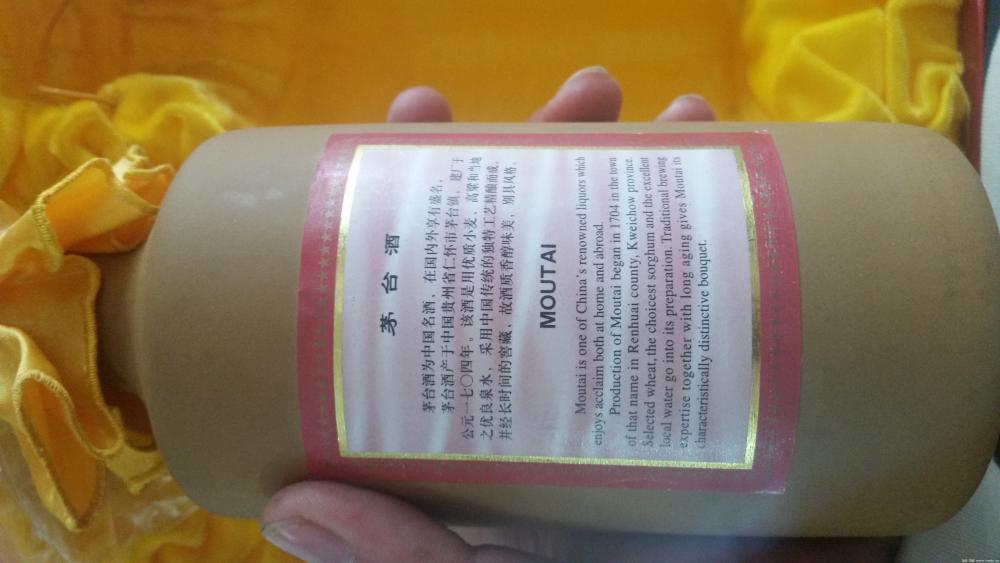 茅台酒
茅台酒为中国名酒，在国内外享有盛名。
茅台酒产于中国贵州省仁怀市茅台镇，建厂于
公元一七〇四年。该酒是用优质小麦、高粱和当地
之优良泉水，采用中国传统的独特工艺精酿而成，
并经长时间的窖藏，故酒质香醇味美，别具风格。
MOUTAI
Moutai is one of China's renowned liquors which
enjoys acclaim both at home and abroad.
Production of Moutai began in 1704 in the town
of that name in Renhuai county, Kweichow province.
Selected wheat, the choicest sorghum and the excellent
local water go into its preparation. Traditional brewing
expertise together with long aging gives Moutai its
characteristically distinctive bouquet.